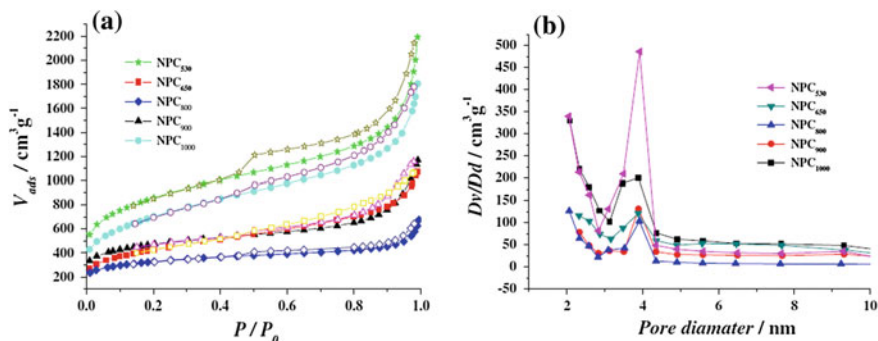 (a)
2200
2000
1800
1600
1400
1200
1000
800
600
400
200
V_ads / cm³g⁻¹
NPC₅₃₀
NPC₆₅₀
NPC₈₀₀
NPC₉₀₀
NPC₁₀₀₀
0.0 0.2 0.4 0.6 0.8 1.0
P / P₀
(b)
500
450
400
350
300
250
200
150
100
50
0
-50
Dv/Dd / cm³g⁻¹
NPC₅₃₀
NPC₆₅₀
NPC₈₀₀
NPC₉₀₀
NPC₁₀₀₀
0 2 4 6 8 10
Pore diamater / nm